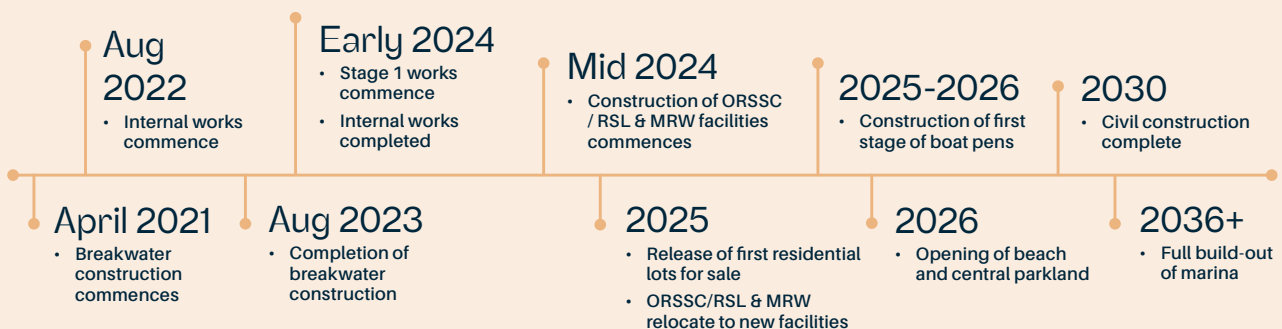 Aug
2022
• Internal works
commence
Early 2024
• Stage 1 works
commence
• Internal works
completed
Mid 2024
• Construction of ORSSC
/ RSL & MRW facilities
commences
2025-2026
• Construction of first
stage of boat pens
2030
• Civil construction
complete
April 2021
• Breakwater
construction
commences
Aug 2023
• Completion of
breakwater
construction
2025
• Release of first residential
lots for sale
• ORSSC/RSL & MRW
relocate to new facilities
2026
• Opening of beach
and central parkland
2036+
• Full build-out
of marina